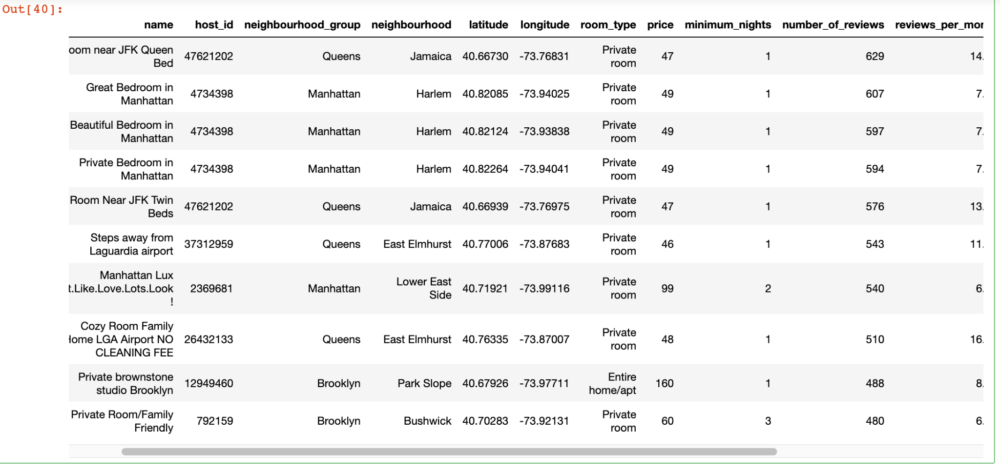 Out[40]:
name host_id neighbourhood_group neighbourhood latitude longitude room_type price minimum_nights number_of_reviews reviews_per_mor
oom near JFK Queen Bed 47621202 Queens Jamaica 40.66730 -73.76831 Private room 47 1 629 14.
Great Bedroom in Manhattan 4734398 Manhattan Harlem 40.82085 -73.94025 Private room 49 1 607 7.
Beautiful Bedroom in Manhattan 4734398 Manhattan Harlem 40.82124 -73.93838 Private room 49 1 597 7.
Private Bedroom in Manhattan 4734398 Manhattan Harlem 40.82264 -73.94041 Private room 49 1 594 7.
Room Near JFK Twin Beds 47621202 Queens Jamaica 40.66939 -73.76975 Private room 47 1 576 13.
Steps away from Laguardia airport 37312959 Queens East Elmhurst 40.77006 -73.87683 Private room 46 1 543 11.
Manhattan Lux t.Like.Love.Lots.Look ! 2369681 Manhattan Lower East Side 40.71921 -73.99116 Private room 99 2 540 6.
Cozy Room Family Home LGA Airport NO CLEANING FEE 26432133 Queens East Elmhurst 40.76335 -73.87007 Private room 48 1 510 16.
Private brownstone studio Brooklyn 12949460 Brooklyn Park Slope 40.67926 -73.97711 Entire home/apt 160 1 488 8.
Private Room/Family Friendly 792159 Brooklyn Bushwick 40.70283 -73.92131 Private room 60 3 480 6.